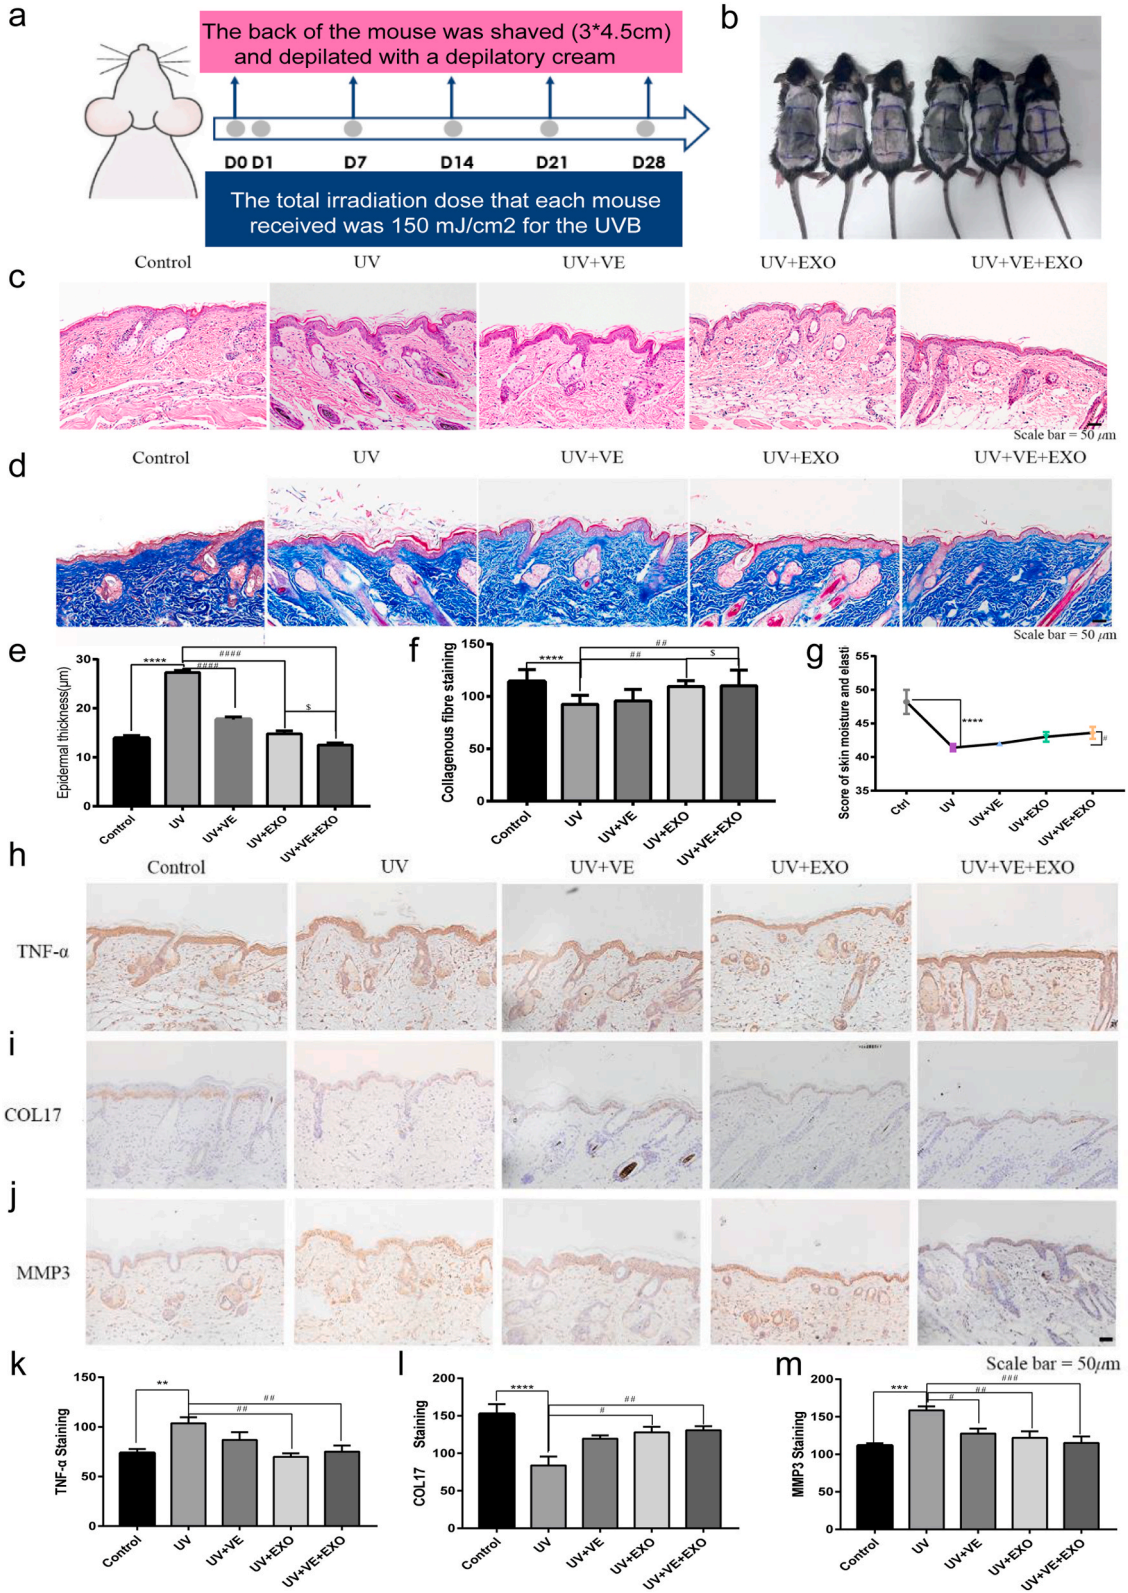 a
The back of the mouse was shaved (3*4.5cm)
and depilated with a depilatory cream
D0 D1 D7 D14 D21 D28
The total irradiation dose that each mouse
received was 150 mJ/cm2 for the UVB
b
c
Control UV UV+VE UV+EXO UV+VE+EXO
Scale bar = 50 μm
d
Control UV UV+VE UV+EXO UV+VE+EXO
Scale bar = 50 μm
e
Epidermal thickness(μm)
30
20
10
0
**** #### #### $
Control UV UV+VE UV+EXO UV+VE+EXO
f
Collagenous fibre staining
150
100
50
0
**** ## ## $
Control UV UV+VE UV+EXO UV+VE+EXO
g
Score of skin moisture and elasti
55
50
45
40
35
**** #
Ctrl UV UV+VE UV+EXO UV+VE+EXO
h
Control UV UV+VE UV+EXO UV+VE+EXO
TNF-α
i
COL17
j
MMP3
Scale bar = 50μm
k
TNF-α Staining
150
100
50
0
** ## ##
Control UV UV+VE UV+EXO UV+VE+EXO
l
COL17 Staining
200
150
100
50
0
**** # ##
Control UV UV+VE UV+EXO UV+VE+EXO
m
MMP3 Staining
200
150
100
50
0
*** # ## ###
Control UV UV+VE UV+EXO UV+VE+EXO